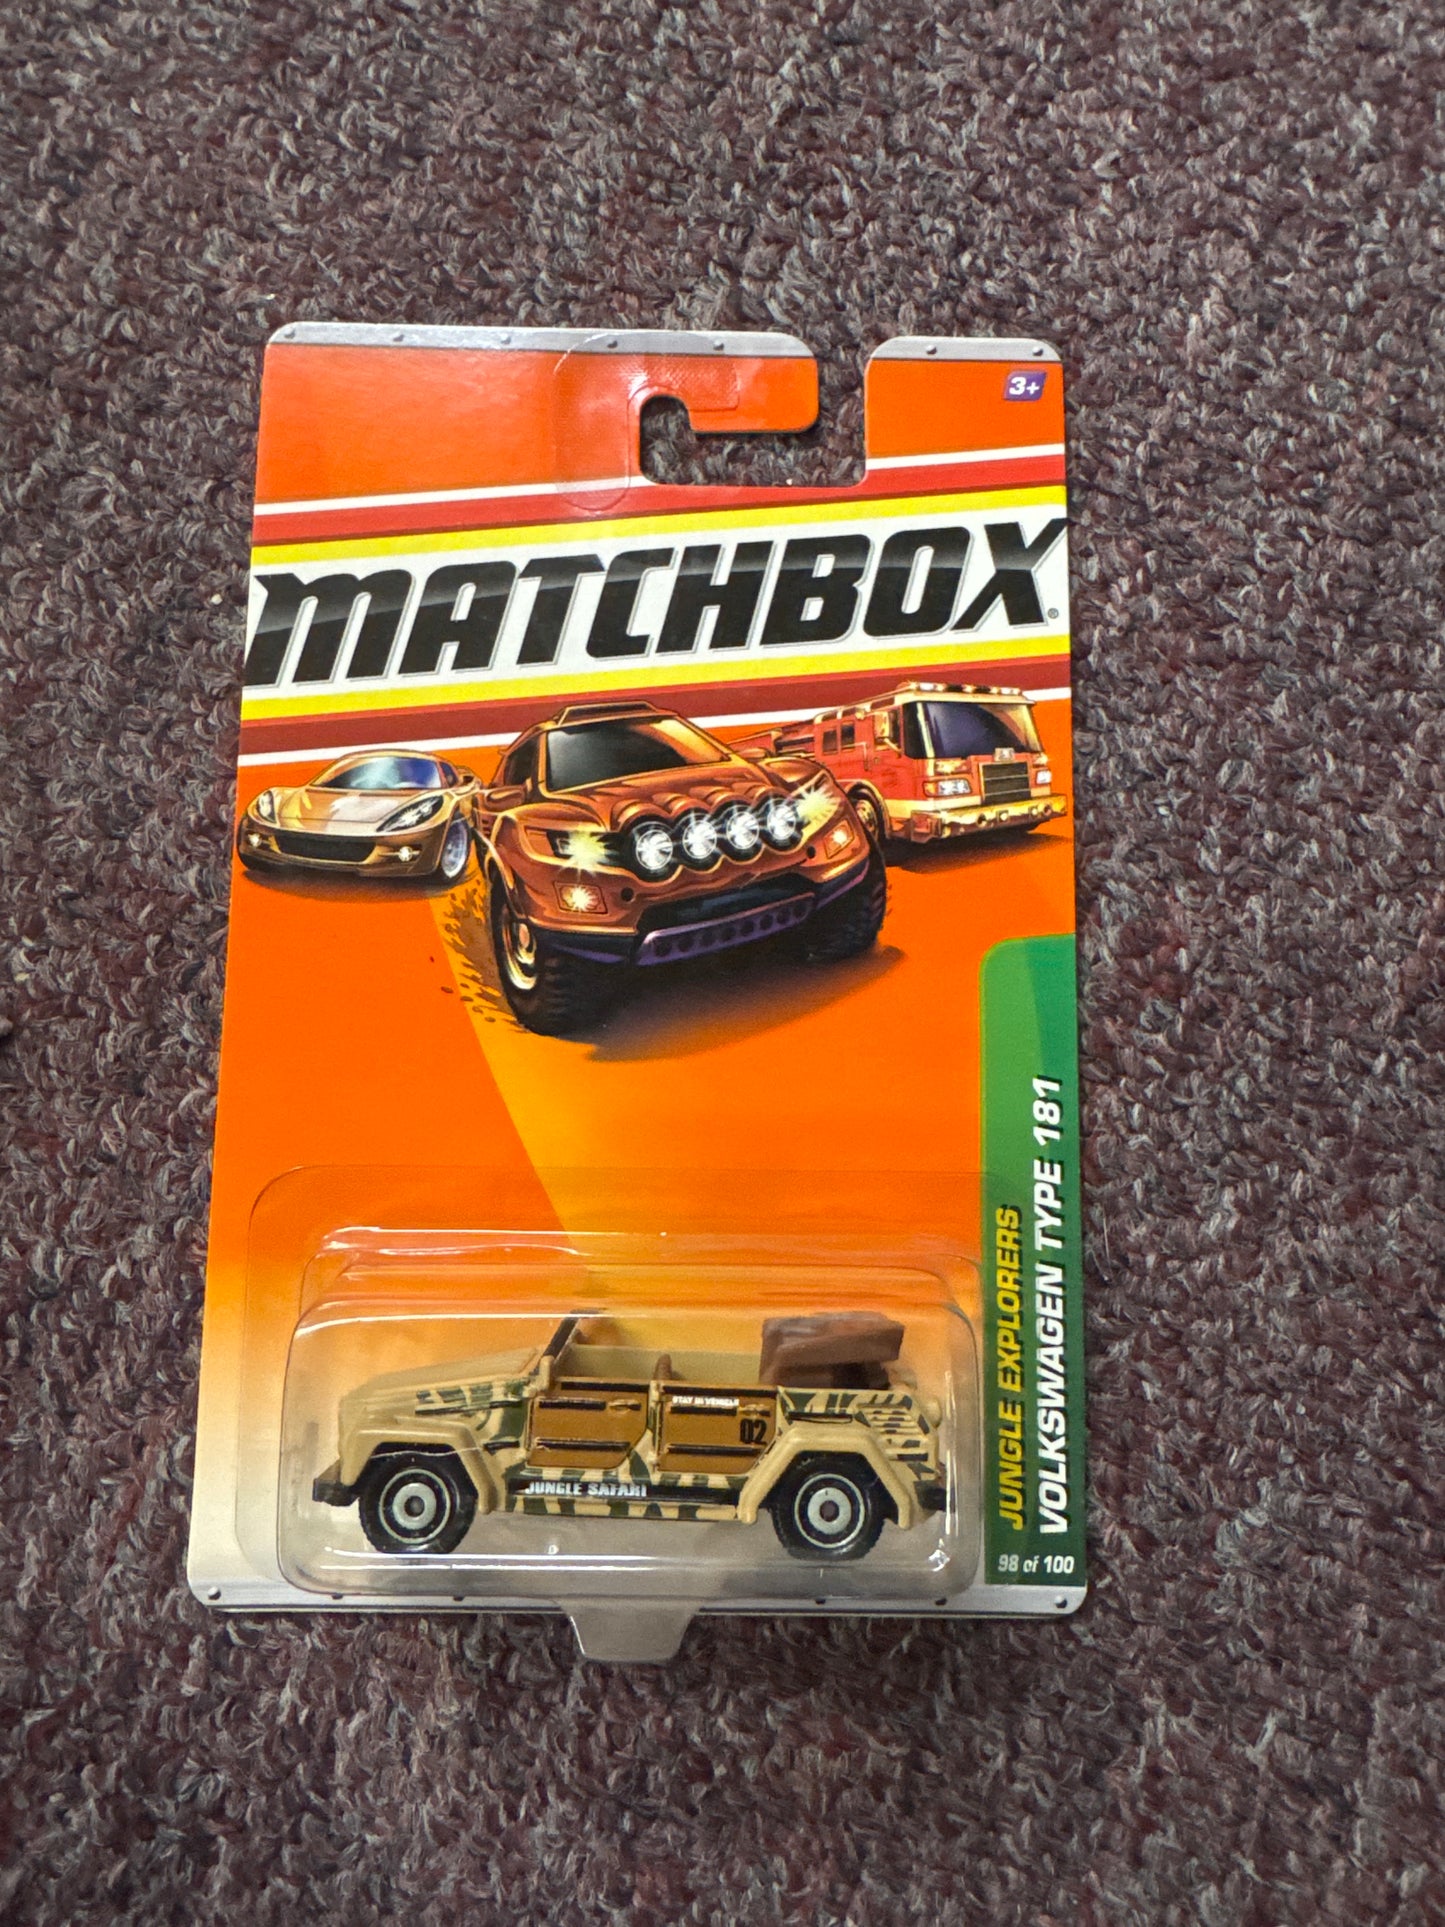 3+
MATCHBOX®
JUNGLE EXPLORERS
VOLKSWAGEN TYPE 181
STAY IN VEHICLE
02
JUNGLE SAFARI
98 of 100